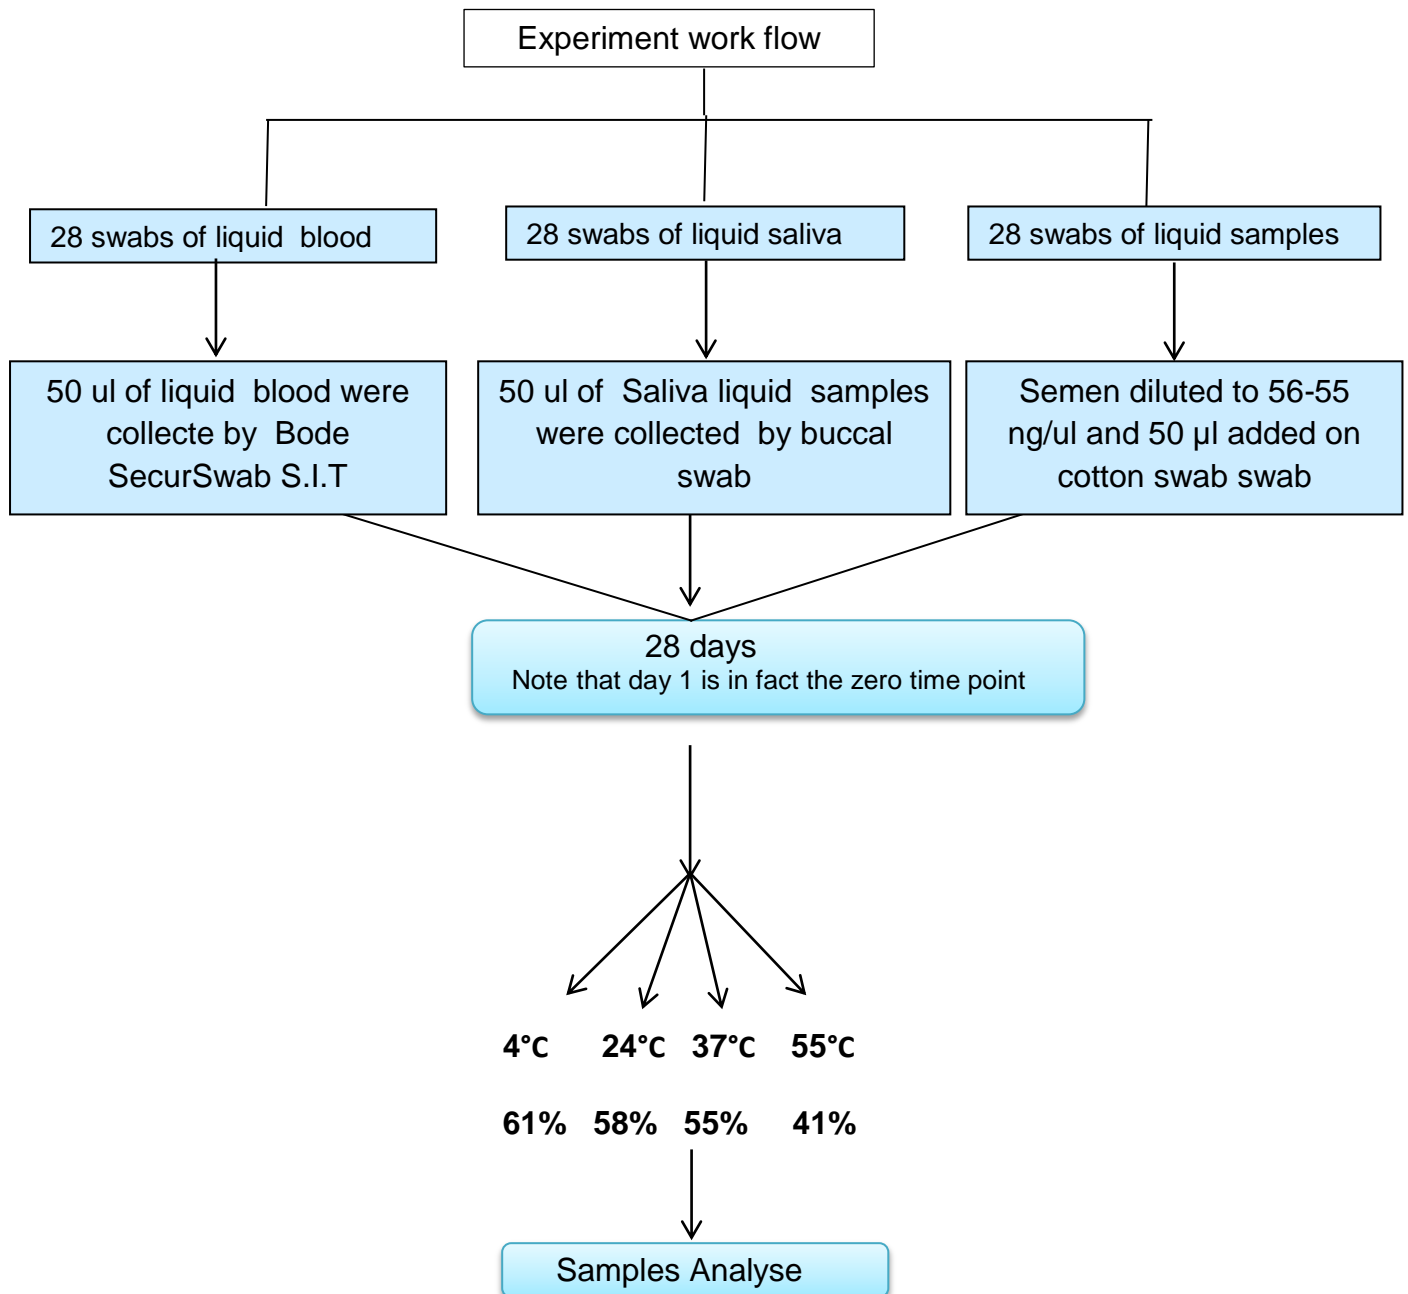 Experiment work flow
28 swabs of liquid blood
28 swabs of liquid saliva
28 swabs of liquid samples
50 ul of liquid blood were
collecte by Bode
SecurSwab S.I.T
50 ul of Saliva liquid samples
were collected by buccal
swab
Semen diluted to 56-55
ng/ul and 50 µl added on
cotton swab swab
28 days
Note that day 1 is in fact the zero time point
4°C 24°C 37°C 55°C
61% 58% 55% 41%
Samples Analyse